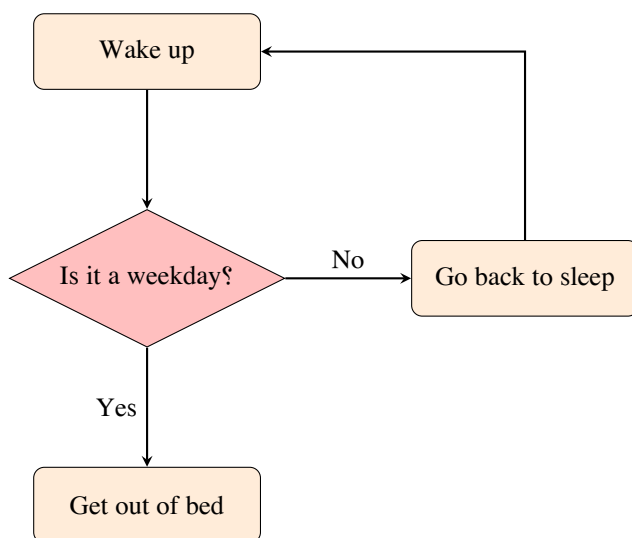 Wake up
Is it a weekday⸮
No
Go back to sleep
Yes
Get out of bed